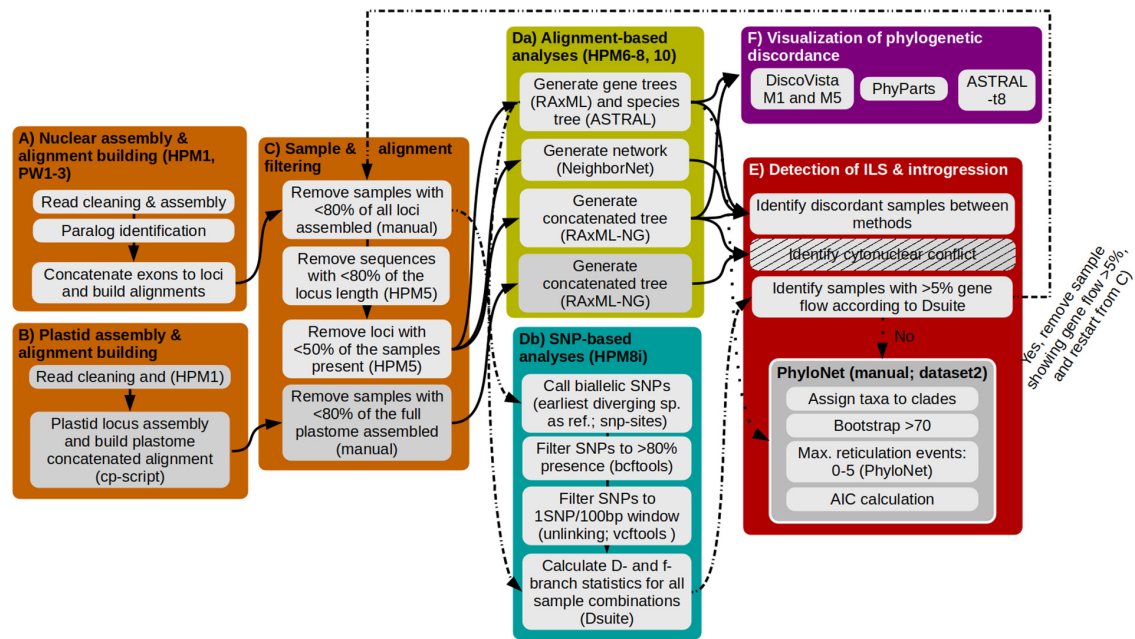 A) Nuclear assembly &
alignment building (HPM1,
PW1-3)
Read cleaning & assembly
Paralog identification
Concatenate exons to loci
and build alignments
B) Plastid assembly &
alignment building
Read cleaning and (HPM1)
Plastid locus assembly
and build plastome
concatenated alignment
(cp-script)
C) Sample & alignment
filtering
Remove samples with
<80% of all loci
assembled (manual)
Remove sequences
with <80% of the
locus length (HPM5)
Remove loci with
<50% of the samples
present (HPM5)
Remove samples with
<80% of the full
plastome assembled
(manual)
Da) Alignment-based
analyses (HPM6-8, 10)
Generate gene trees
(RAxML) and species
tree (ASTRAL)
Generate network
(NeighborNet)
Generate
concatenated tree
(RAxML-NG)
Generate
concatenated tree
(RAxML-NG)
Db) SNP-based
analyses (HPM8i)
Call biallelic SNPs
(earliest diverging sp.
as ref.; snp-sites)
Filter SNPs to >80%
presence (bcftools)
Filter SNPs to
1SNP/100bp window
(unlinking; vcftools )
Calculate D- and f-
branch statistics for all
sample combinations
(Dsuite)
F) Visualization of phylogenetic
discordance
DiscoVista
M1 and M5
PhyParts
ASTRAL
-t8
E) Detection of ILS & introgression
Identify discordant samples between
methods
Identify cytonuclear conflict
Identify samples with >5% gene
flow according to Dsuite
No
PhyloNet (manual; dataset2)
Assign taxa to clades
Bootstrap >70
Max. reticulation events:
0-5 (PhyloNet)
AIC calculation
Yes, remove sample
showing gene flow >5%,
and restart from C)